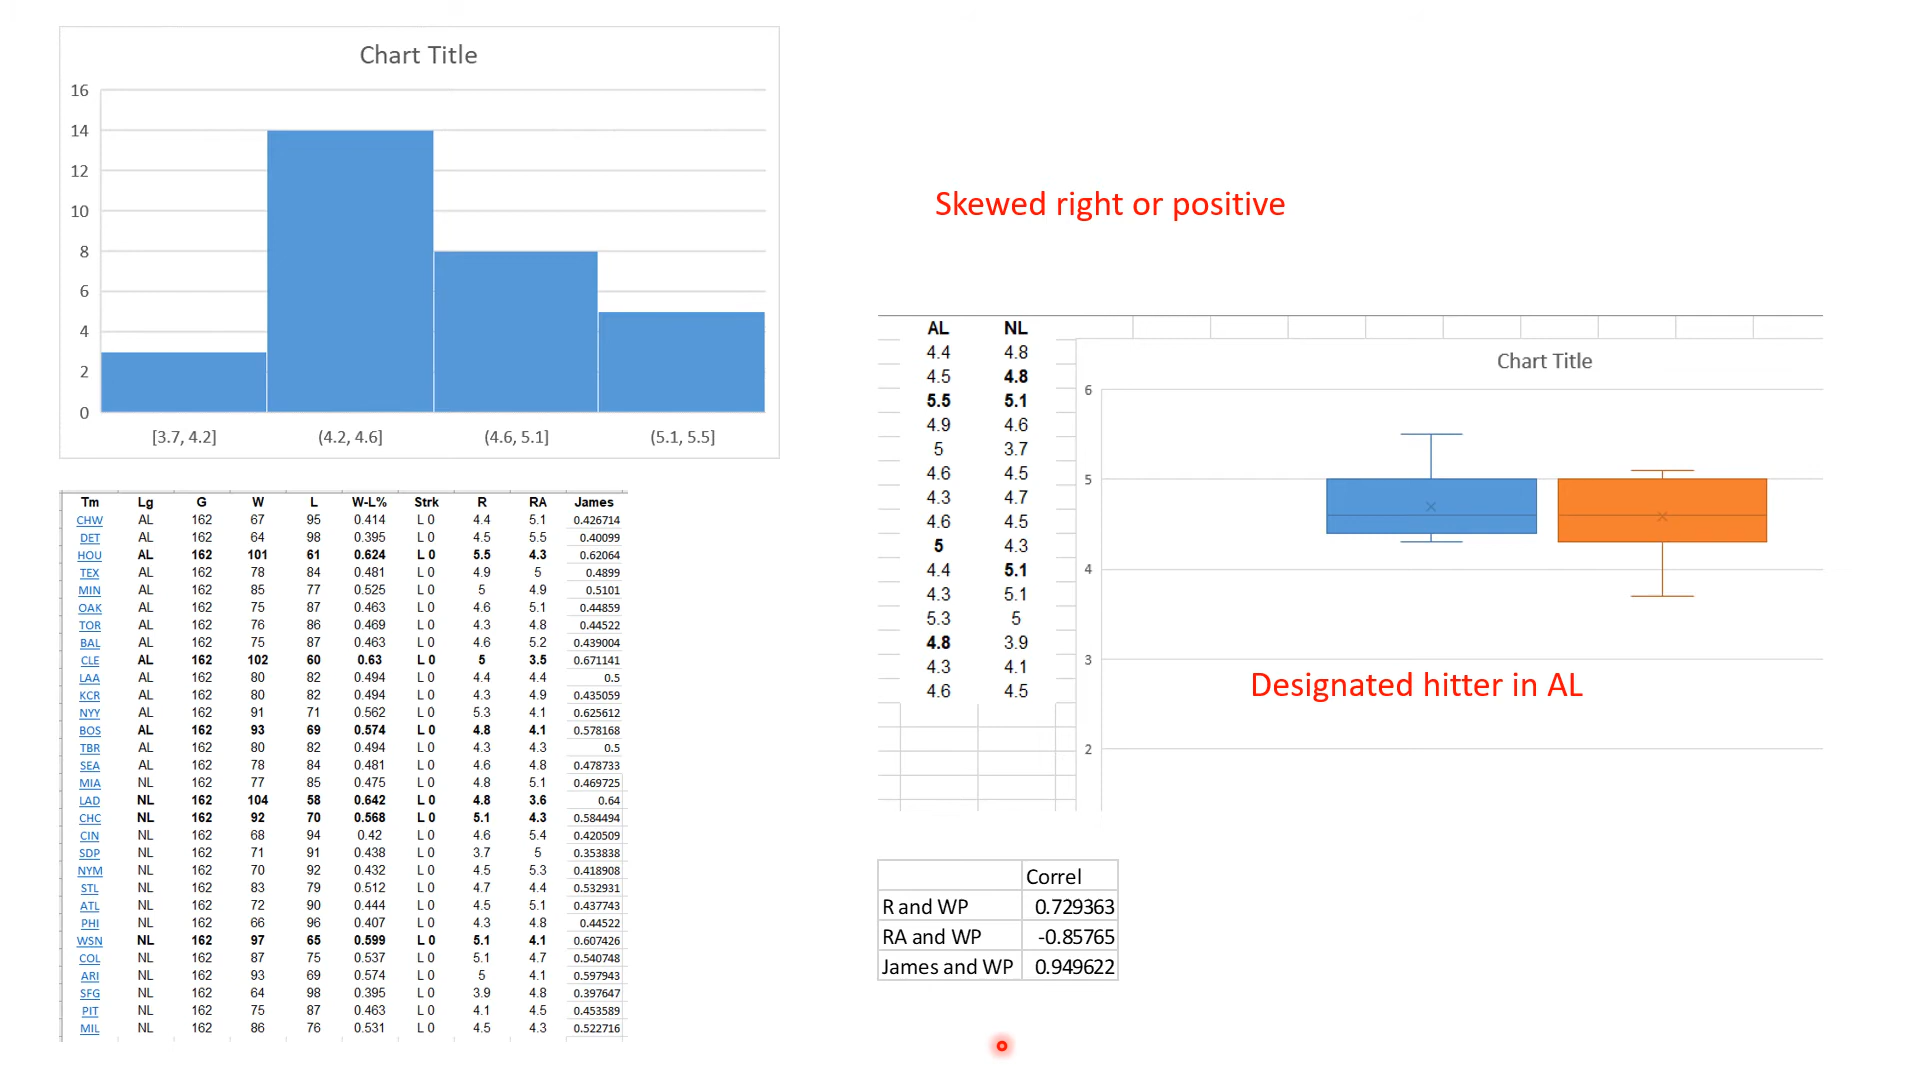 Chart Title
16
14
12
10
8
6
4
2
0
[3.7, 4.2] (4.2, 4.6] (4.6, 5.1] (5.1, 5.5]
Tm Lg G W L W-L% Strk R RA James
CHW AL 162 67 95 0.414 L 0 4.4 5.1 0.426714
DET AL 162 64 98 0.395 L 0 4.5 5.5 0.40099
HOU AL 162 101 61 0.624 L 0 5.5 4.3 0.62064
TEX AL 162 78 84 0.481 L 0 4.9 5 0.4899
MIN AL 162 85 77 0.525 L 0 5 4.9 0.5101
OAK AL 162 75 87 0.463 L 0 4.6 5.1 0.44859
TOR AL 162 76 86 0.469 L 0 4.3 4.8 0.44522
BAL AL 162 75 87 0.463 L 0 4.6 5.2 0.439004
CLE AL 162 102 60 0.63 L 0 5 3.5 0.671141
LAA AL 162 80 82 0.494 L 0 4.4 4.4 0.5
KCR AL 162 80 82 0.494 L 0 4.3 4.9 0.435059
NYY AL 162 91 71 0.562 L 0 5.3 4.1 0.625612
BOS AL 162 93 69 0.574 L 0 4.8 4.1 0.578168
TBR AL 162 80 82 0.494 L 0 4.3 4.3 0.5
SEA AL 162 78 84 0.481 L 0 4.6 4.8 0.478733
MIA NL 162 77 85 0.475 L 0 4.8 5.1 0.469725
LAD NL 162 104 58 0.642 L 0 4.8 3.6 0.64
CHC NL 162 92 70 0.568 L 0 5.1 4.3 0.584494
CIN NL 162 68 94 0.42 L 0 4.6 5.4 0.420509
SDP NL 162 71 91 0.438 L 0 3.7 5 0.353838
NYM NL 162 70 92 0.432 L 0 4.5 5.3 0.418908
STL NL 162 83 79 0.512 L 0 4.7 4.4 0.532931
ATL NL 162 72 90 0.444 L 0 4.5 5.1 0.437743
PHI NL 162 66 96 0.407 L 0 4.3 4.8 0.44522
WSN NL 162 97 65 0.599 L 0 5.1 4.1 0.607426
COL NL 162 87 75 0.537 L 0 5.1 4.7 0.540748
ARI NL 162 93 69 0.574 L 0 5 4.1 0.597943
SFG NL 162 64 98 0.395 L 0 3.9 4.8 0.397647
PIT NL 162 75 87 0.463 L 0 4.1 4.5 0.453589
MIL NL 162 86 76 0.531 L 0 4.5 4.3 0.522716
Skewed right or positive
AL NL
4.4 4.8
4.5 4.8
5.5 5.1
4.9 4.6
5 3.7
4.6 4.5
4.3 4.7
4.6 4.5
5 4.3
4.4 5.1
4.3 5.1
5.3 5
4.8 3.9
4.3 4.1
4.6 4.5
Chart Title
6
5
4
3
2
Designated hitter in AL
Correl
R and WP 0.729363
RA and WP -0.85765
James and WP 0.949622